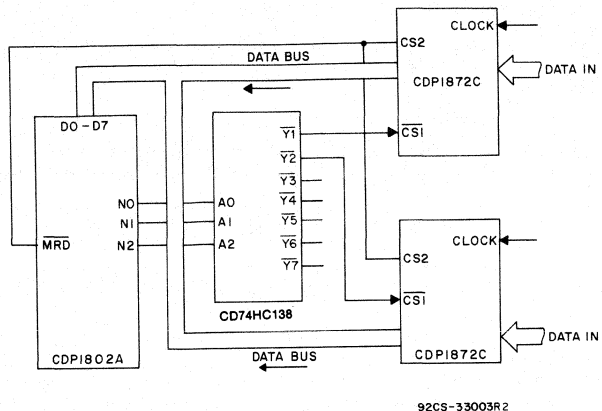 CLOCK
CS2
DATA BUS
CDP1872C
DATA IN
CS1
D0-D7
Y1
Y2
Y3
Y4
Y5
Y6
Y7
N0
N1
N2
A0
A1
A2
MRD
CD74HC138
CDP1802A
CLOCK
CS2
CS1
DATA IN
CDP1872C
DATA BUS
92CS-33003R2